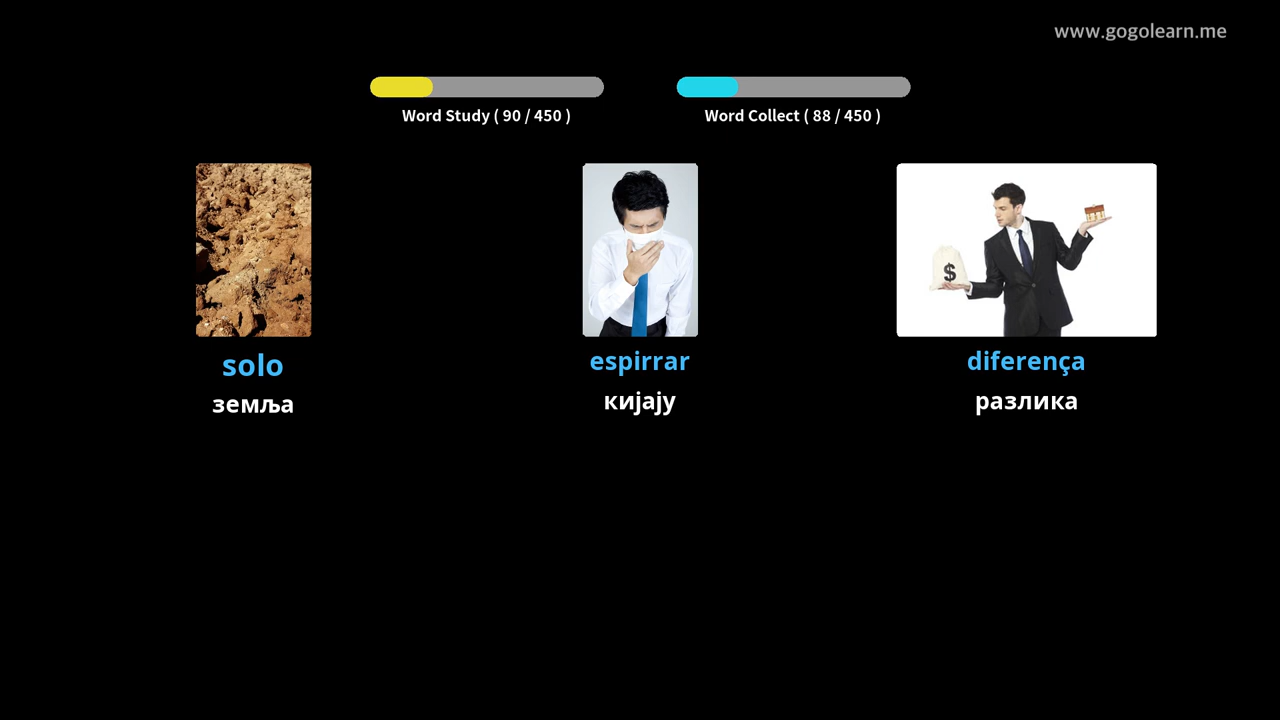 www.gogolearn.me
Word Study ( 90 / 450 )
Word Collect ( 88 / 450 )
$
solo
земља
espirrar
кијају
diferença
разлика